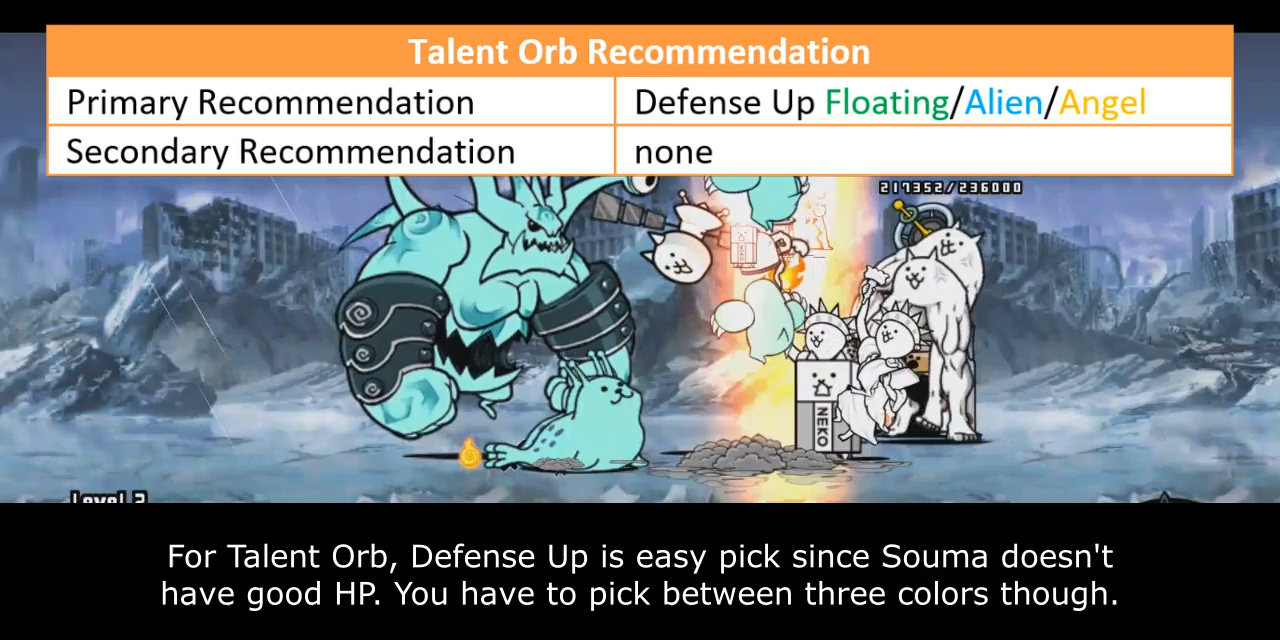 Talent Orb Recommendation
Primary Recommendation Defense Up Floating/Alien/Angel
Secondary Recommendation none
217352/236000
NEKO
Level 3
For Talent Orb, Defense Up is easy pick since Souma doesn't
have good HP. You have to pick between three colors though.